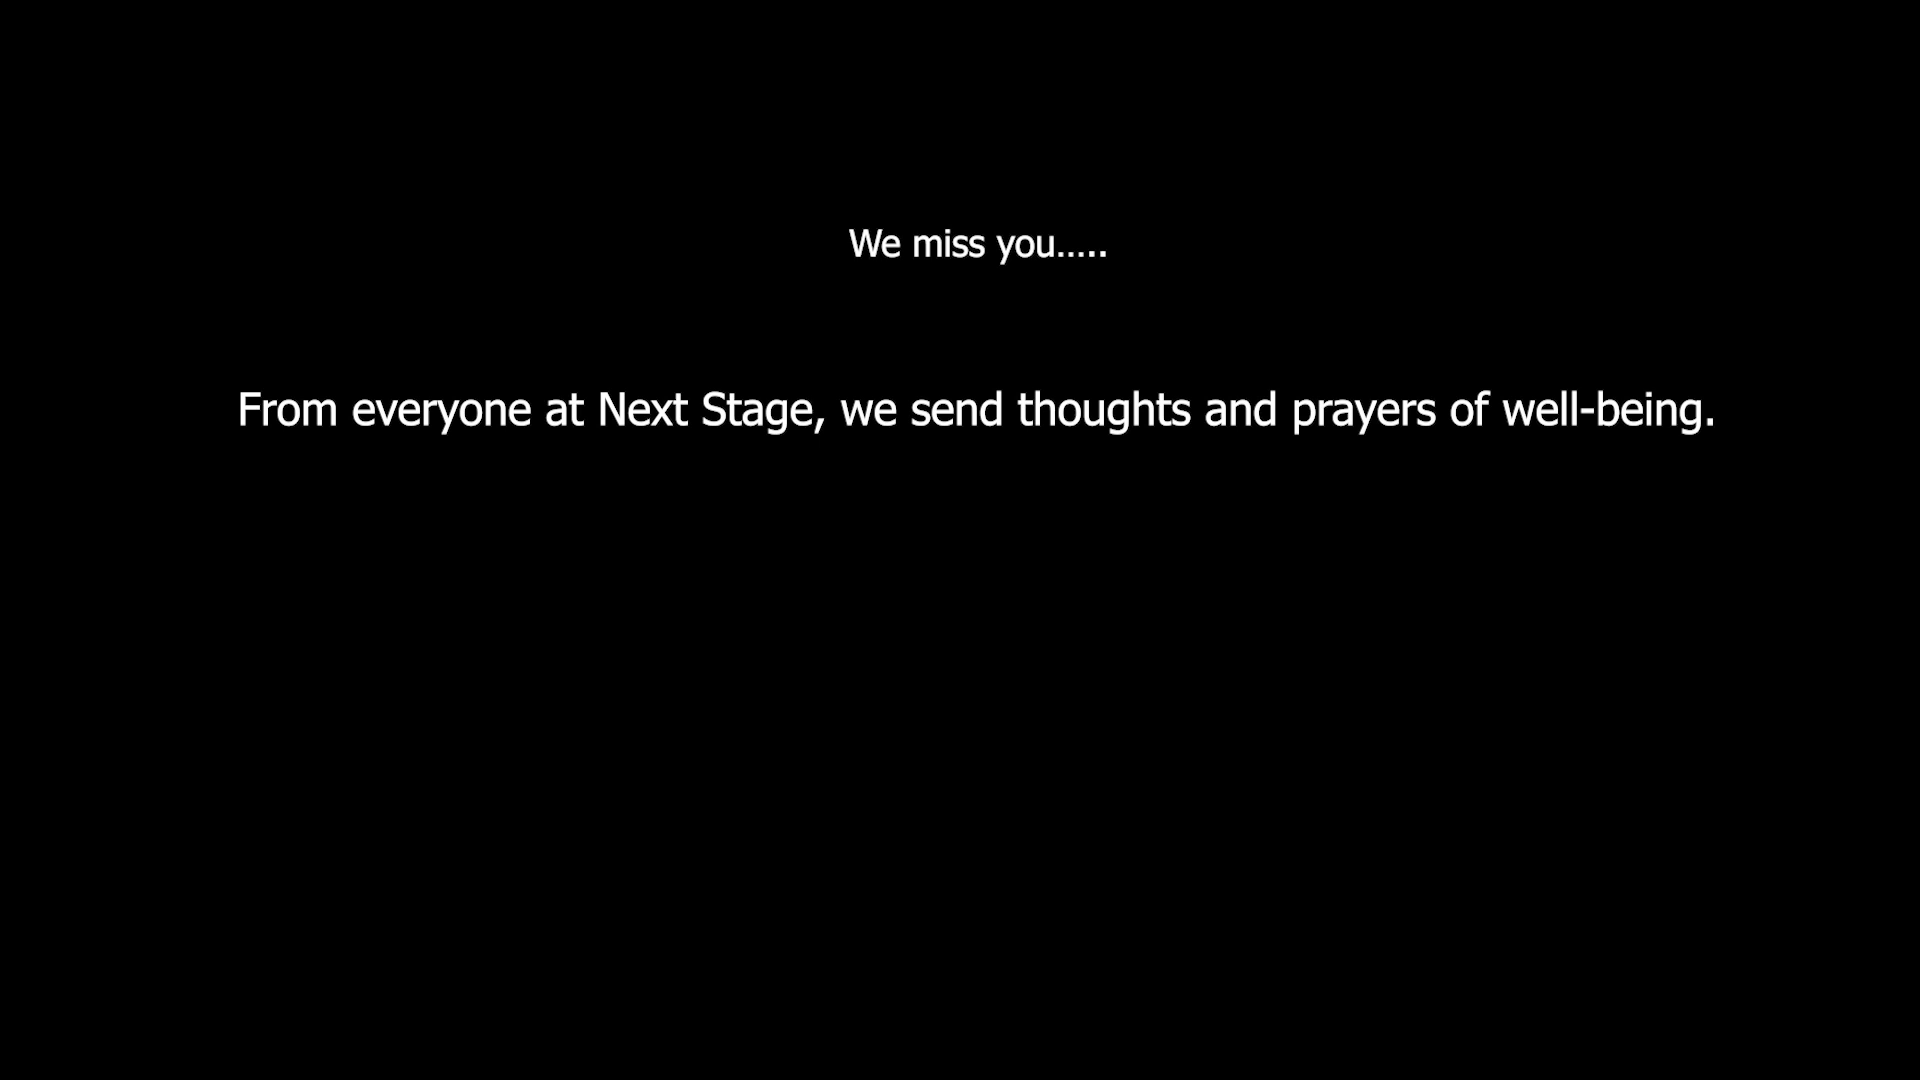 We miss you.....
From everyone at Next Stage, we send thoughts and prayers of well-being.